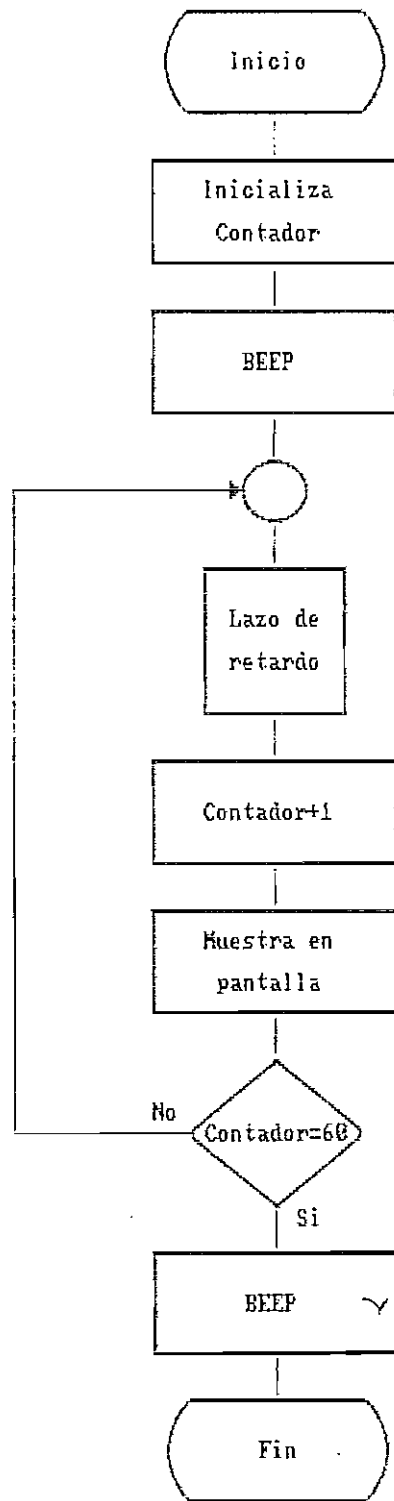 Inicio
Inicializa
Contador
BEEP
Lazo de
retardo
Contador+1
Muestra en
pantalla
No
Contador=60
Si
BEEP
Fin